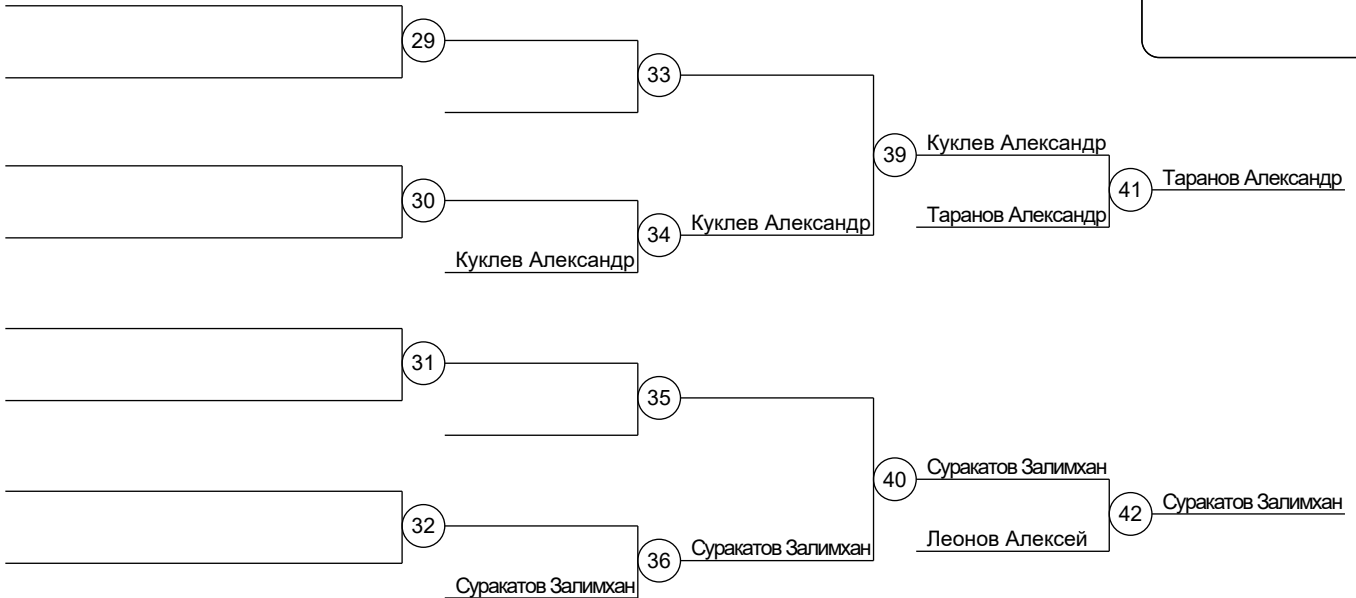 29
33
Куклев Александр
39
Таранов Александр
30
41
Куклев Александр
Таранов Александр
34
Куклев Александр
31
35
Суракатов Залимхан
40
Суракатов Залимхан
32
42
Леонов Алексей
Суракатов Залимхан
36
Суракатов Залимхан